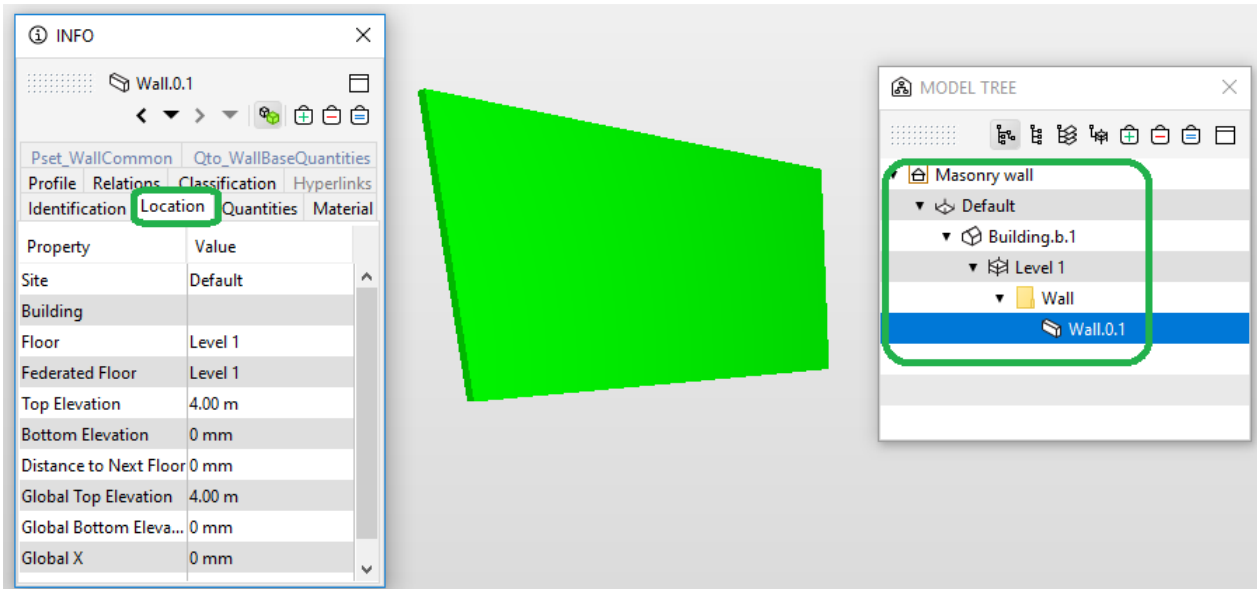 INFO
Wall.0.1
Pset_WallCommon Qto_WallBaseQuantities
Profile Relations Classification Hyperlinks
Identification Location Quantities Material
Property Value
Site Default
Building
Floor Level 1
Federated Floor Level 1
Top Elevation 4.00 m
Bottom Elevation 0 mm
Distance to Next Floor 0 mm
Global Top Elevation 4.00 m
Global Bottom Eleva... 0 mm
Global X 0 mm
MODEL TREE
Masonry wall
Default
Building.b.1
Level 1
Wall
Wall.0.1